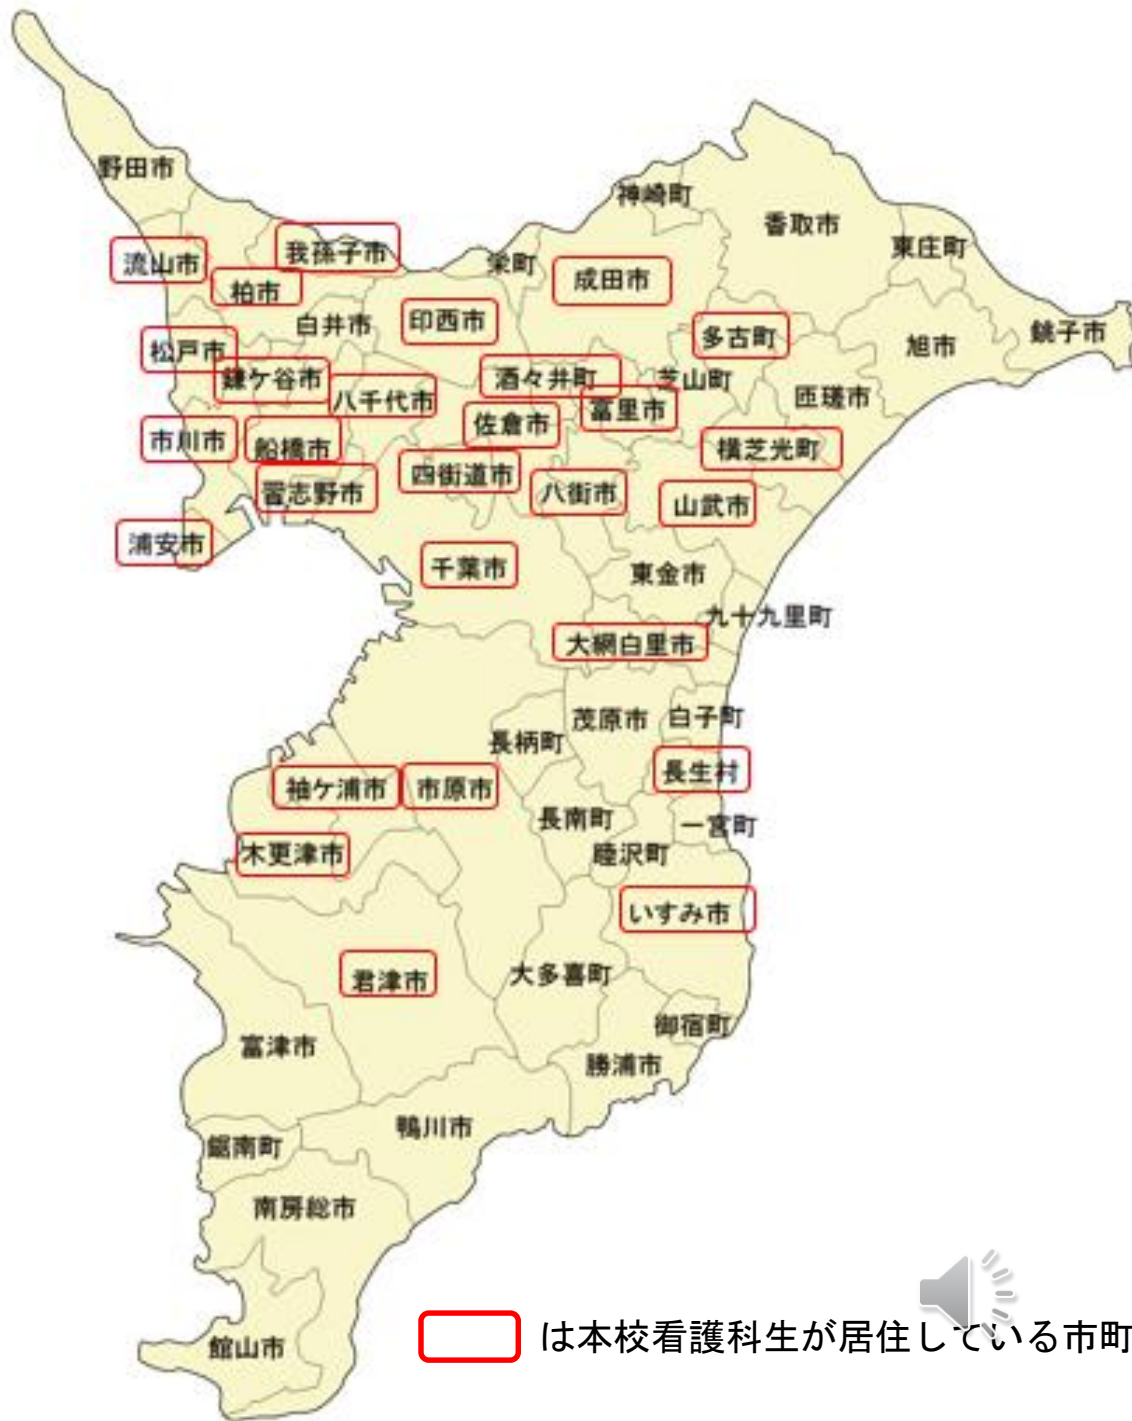 野田市
神崎町
香取市
東庄町
流山市
我孫子市
栄町
成田市
柏市
白井市
印西市
多古町
旭市
銚子市
松戸市
鎌ケ谷市
八千代市
酒々井町
芝山町
富里市
匝瑳市
市川市
船橋市
佐倉市
横芝光町
習志野市
四街道市
八街市
山武市
浦安市
千葉市
東金市
九十九里町
大網白里市
茂原市
白子町
長柄町
長生村
袖ケ浦市
市原市
長南町
一宮町
木更津市
睦沢町
いすみ市
君津市
大多喜町
御宿町
富津市
勝浦市
鴨川市
鋸南町
南房総市
館山市
は本校看護科生が居住している市町